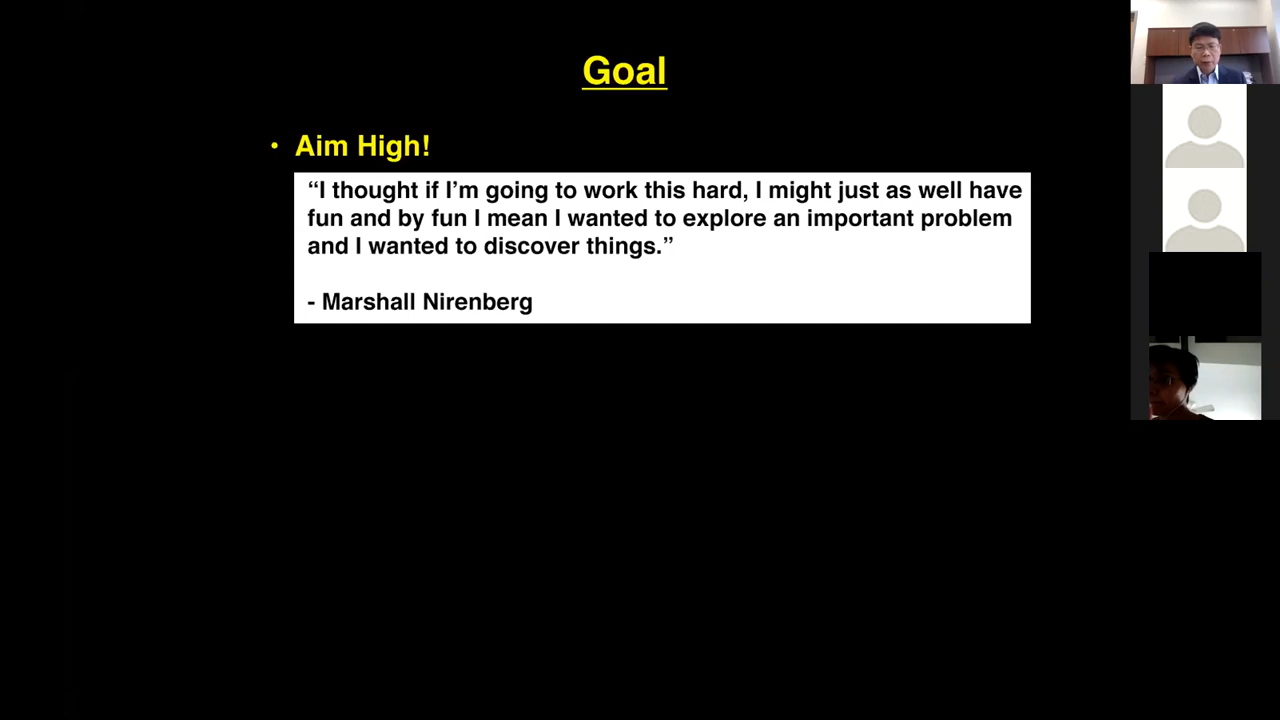 Goal
• Aim High!
“I thought if I’m going to work this hard, I might just as well have
fun and by fun I mean I wanted to explore an important problem
and I wanted to discover things.”
- Marshall Nirenberg